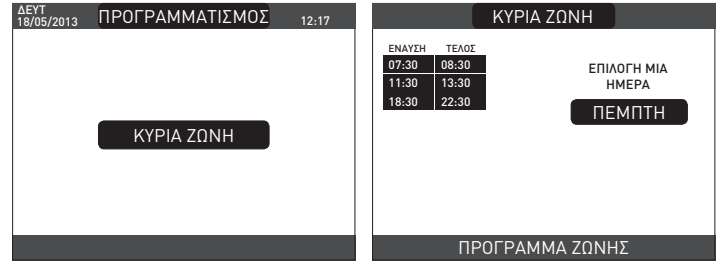 ΔΕΥΤ
18/05/2013
ΠΡΟΓΡΑΜΜΑΤΙΣΜΟΣ
12:17
ΚΥΡΙΑ ΖΩΝΗ
ΚΥΡΙΑ ΖΩΝΗ
ΕΝΑΥΣΗ ΤΕΛΟΣ
07:30 08:30
11:30 13:30
18:30 22:30
ΕΠΙΛΟΓΗ ΜΙΑ
ΗΜΕΡΑ
ΠΕΜΠΤΗ
ΠΡΟΓΡΑΜΜΑ ΖΩΝΗΣ